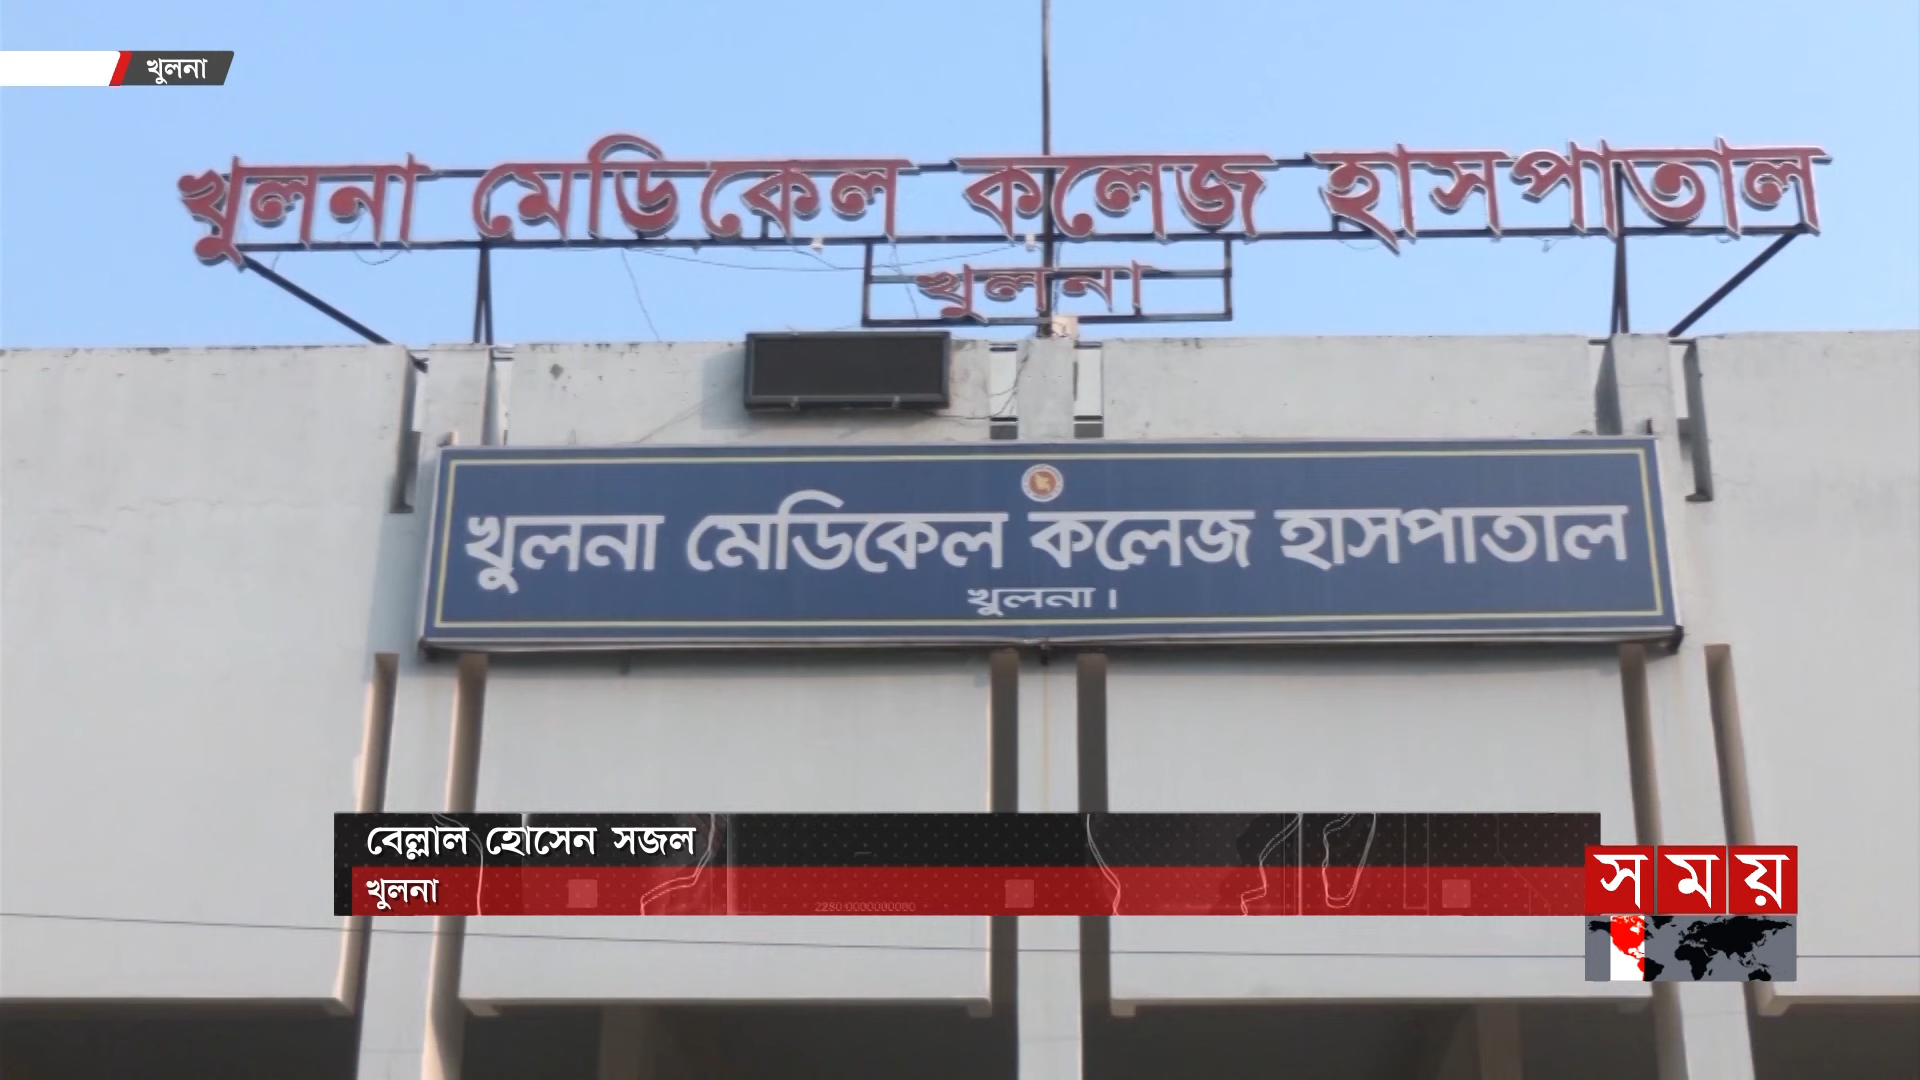 খুলনা
খুলনা মেডিকেল কলেজ হাসপাতাল
খুলনা
খুলনা মেডিকেল কলেজ হাসপাতাল
খুলনা।
বেল্লাল হোসেন সজল
খুলনা
সময়